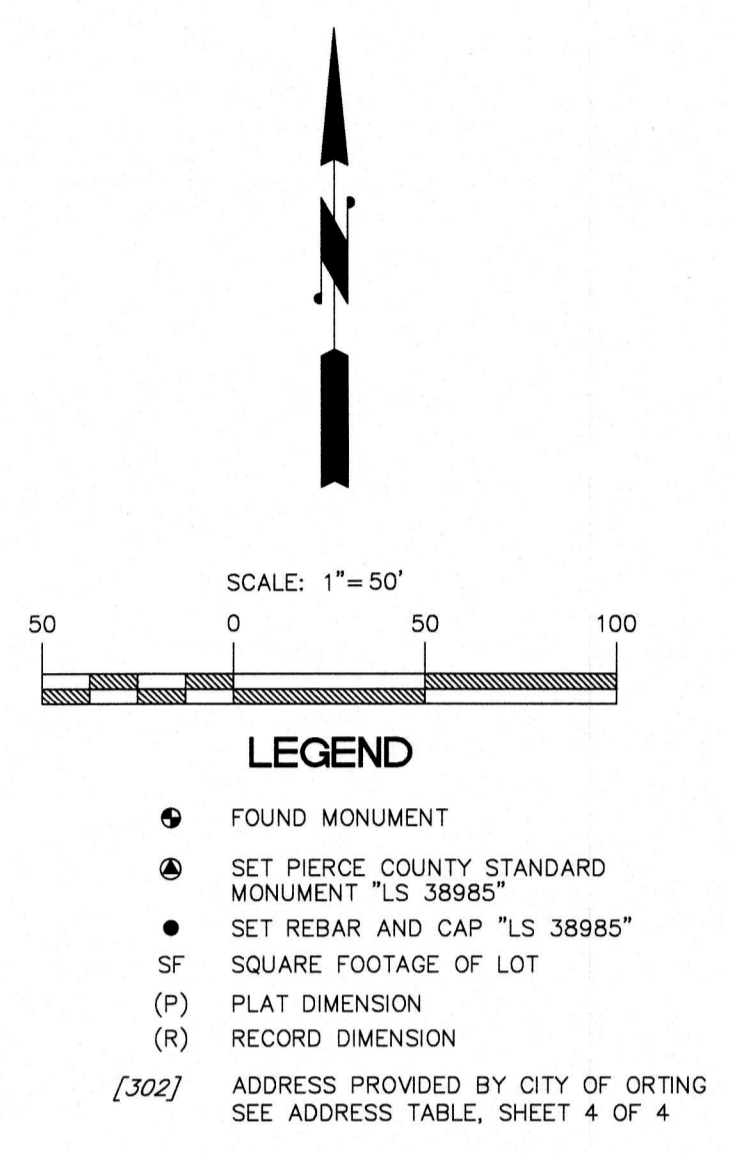 N
SCALE: 1"=50'
50 0 50 100
LEGEND
FOUND MONUMENT
SET PIERCE COUNTY STANDARD
MONUMENT "LS 38985"
SET REBAR AND CAP "LS 38985"
SF SQUARE FOOTAGE OF LOT
(P) PLAT DIMENSION
(R) RECORD DIMENSION
[302] ADDRESS PROVIDED BY CITY OF ORTING
SEE ADDRESS TABLE, SHEET 4 OF 4